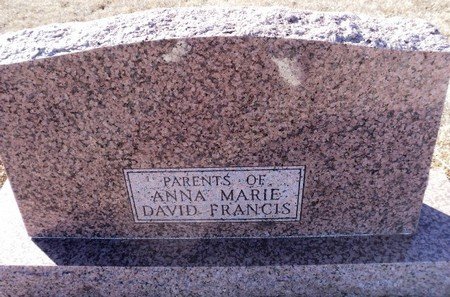 PARENTS OF
ANNA MARIE
DAVID FRANCIS